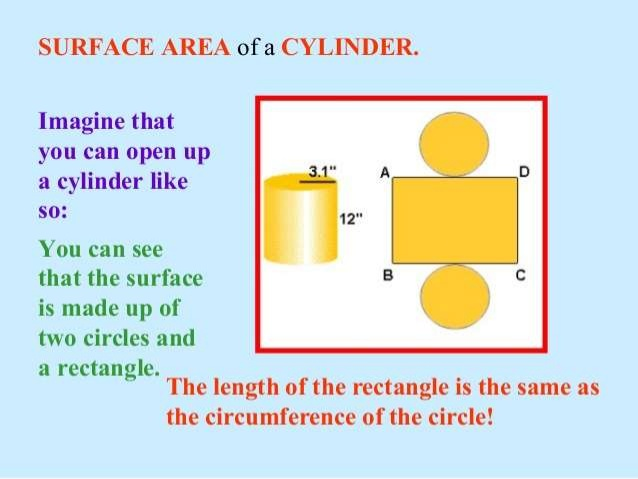 SURFACE AREA of a CYLINDER.
Imagine that
you can open up
a cylinder like
so:
You can see
that the surface
is made up of
two circles and
a rectangle.
3.1"
12"
A
D
B
C
The length of the rectangle is the same as
the circumference of the circle!